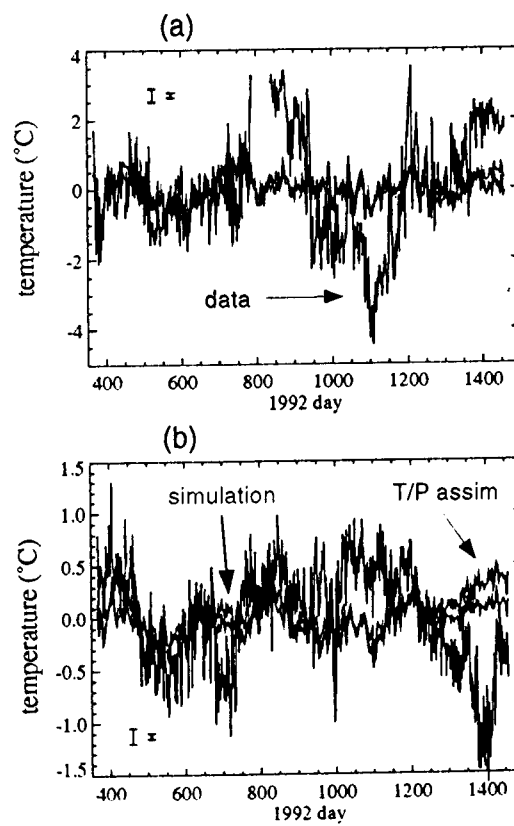 (a)
temperature (°C)
4
2
0
-2
-4
data
400 600 800 1000 1200 1400
1992 day
(b)
temperature (°C)
1.5
1.0
0.5
0.0
-0.5
-1.0
-1.5
simulation
T/P assim
400 600 800 1000 1200 1400
1992 day